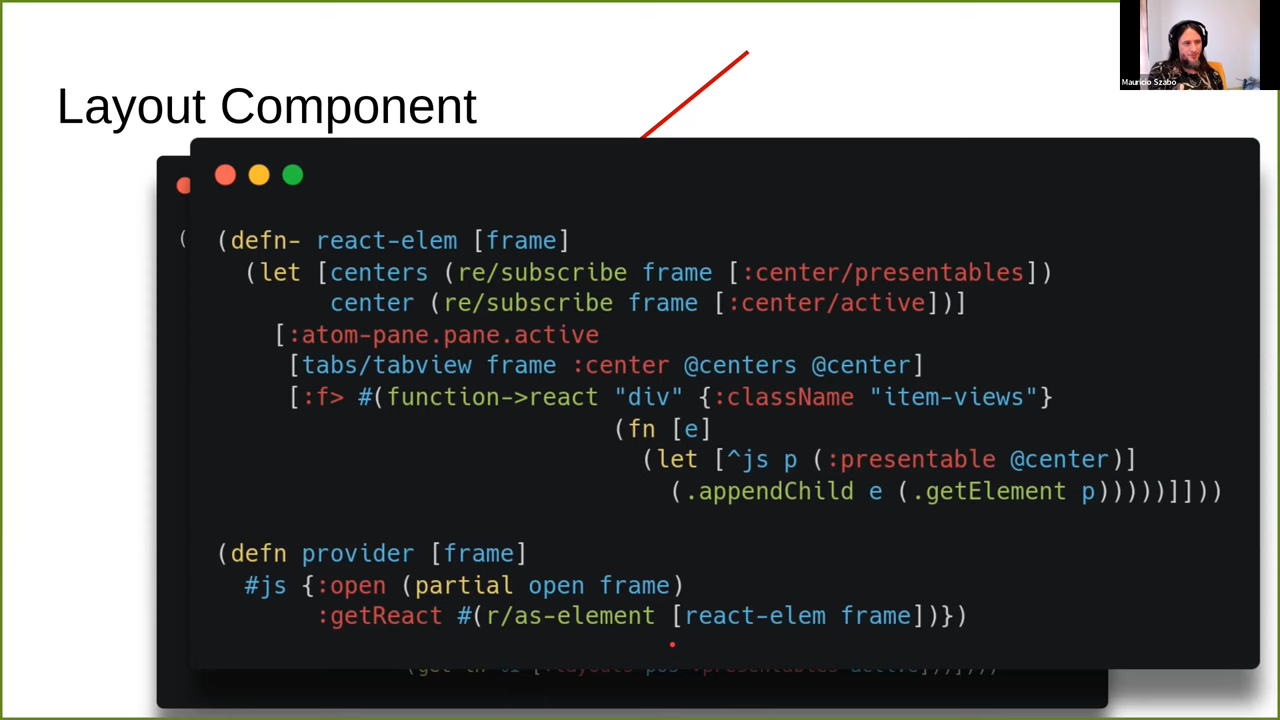 Mauricio Szabo
Layout Component
(
(defn- react-elem [frame]
(let [centers (re/subscribe frame [:center/presentables])
center (re/subscribe frame [:center/active])]
[:atom-pane.pane.active
[tabs/tabview frame :center @centers @center]
[:f> #(function->react "div" {:className "item-views"}
(fn [e]
(let [^js p (:presentable @center)]
(.appendChild e (.getElement p)))))]]))
(defn provider [frame]
#js {:open (partial open frame)
:getReact #(r/as-element [react-elem frame])})